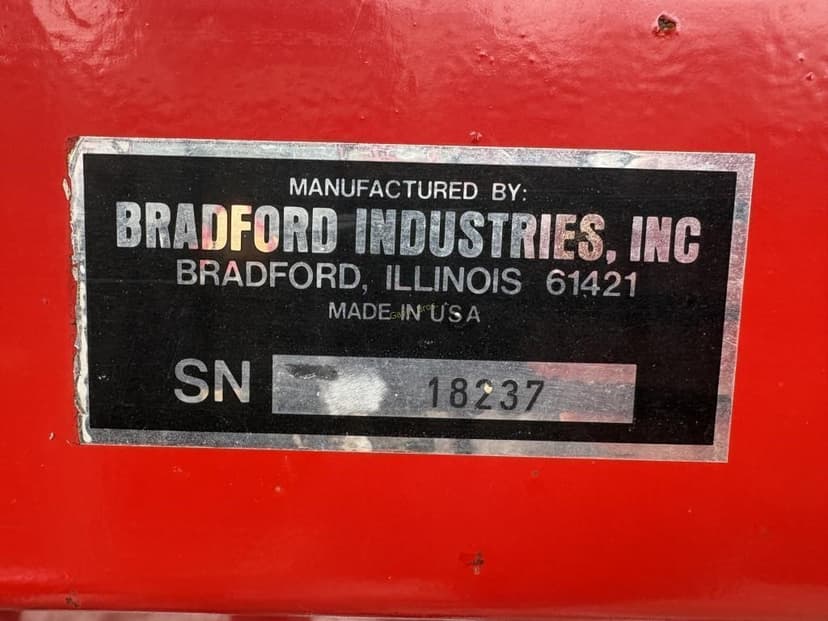 MANUFACTURED BY:
BRADFORD INDUSTRIES, INC
BRADFORD, ILLINOIS 61421
MADE IN USA
SN 18237